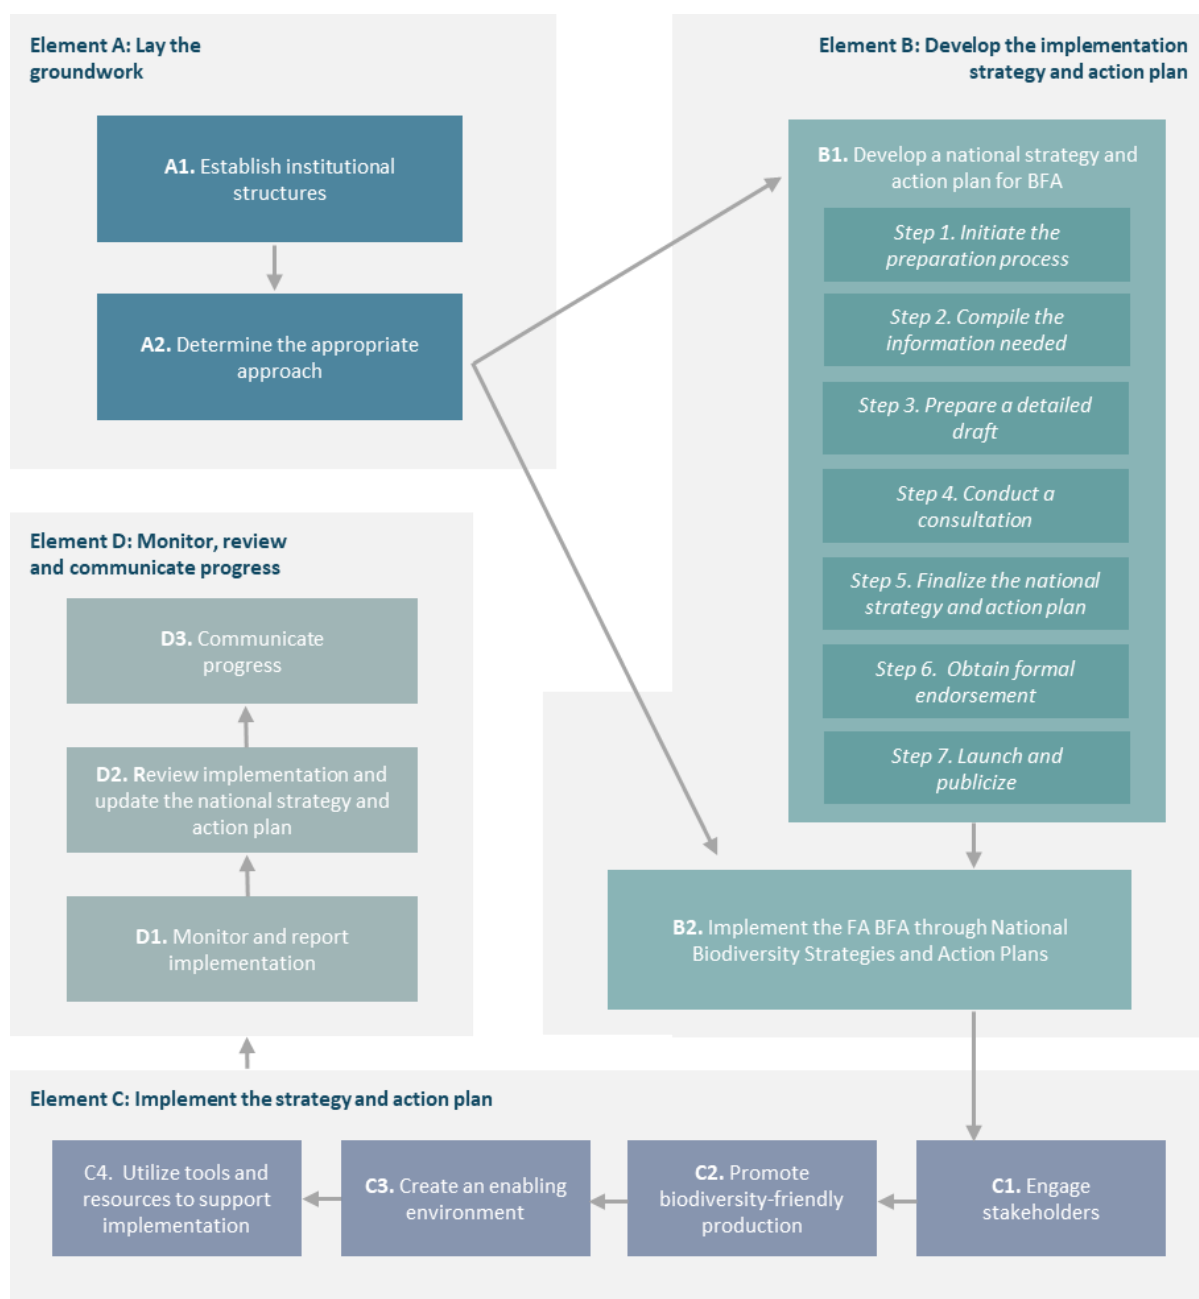 Element A: Lay the
groundwork
A1. Establish institutional
structures
A2. Determine the appropriate
approach
Element B: Develop the implementation
strategy and action plan
B1. Develop a national strategy and
action plan for BFA
Step 1. Initiate the
preparation process
Step 2. Compile the
information needed
Step 3. Prepare a detailed
draft
Step 4. Conduct a
consultation
Step 5. Finalize the national
strategy and action plan
Step 6.  Obtain formal
endorsement
Step 7. Launch and
publicize
B2. Implement the FA BFA through National
Biodiversity Strategies and Action Plans
Element D: Monitor, review
and communicate progress
D3. Communicate
progress
D2. Review implementation and
update the national strategy and
action plan
D1. Monitor and report
implementation
Element C: Implement the strategy and action plan
C4.  Utilize tools and
resources to support
implementation
C3. Create an enabling
environment
C2. Promote
biodiversity-friendly
production
C1. Engage
stakeholders